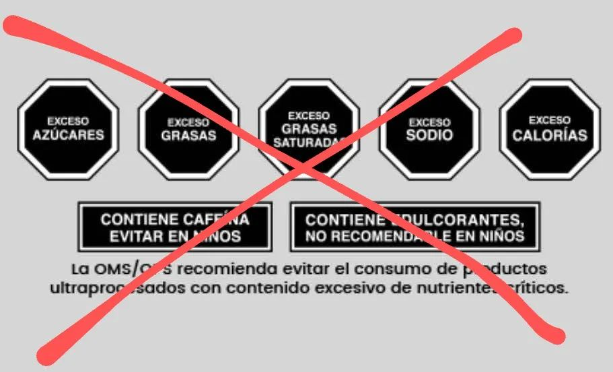 EXCESO
AZÚCARES
EXCESO
GRASAS
EXCESO
GRASAS
SATURADAS
EXCESO
SODIO
EXCESO
CALORÍAS
CONTIENE CAFEÍNA
EVITAR EN NIÑOS
CONTIENE EDULCORANTES,
NO RECOMENDABLE EN NIÑOS
La OMS/OPS recomienda evitar el consumo de productos
ultraprocesados con contenido excesivo de nutrientes críticos.